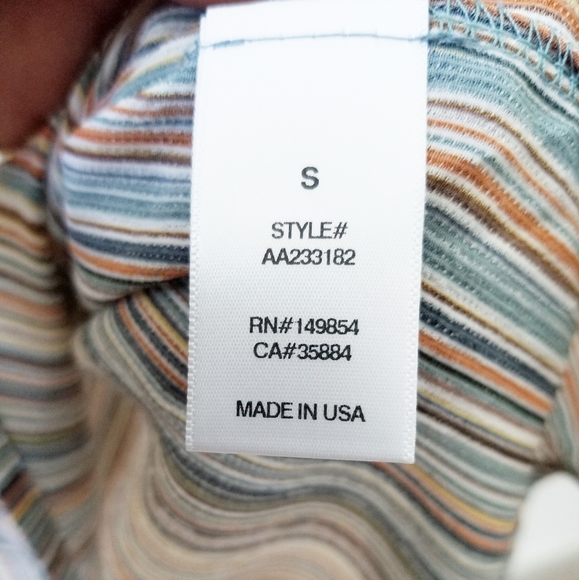 S
STYLE#
AA233182
RN#149854
CA#35884
MADE IN USA